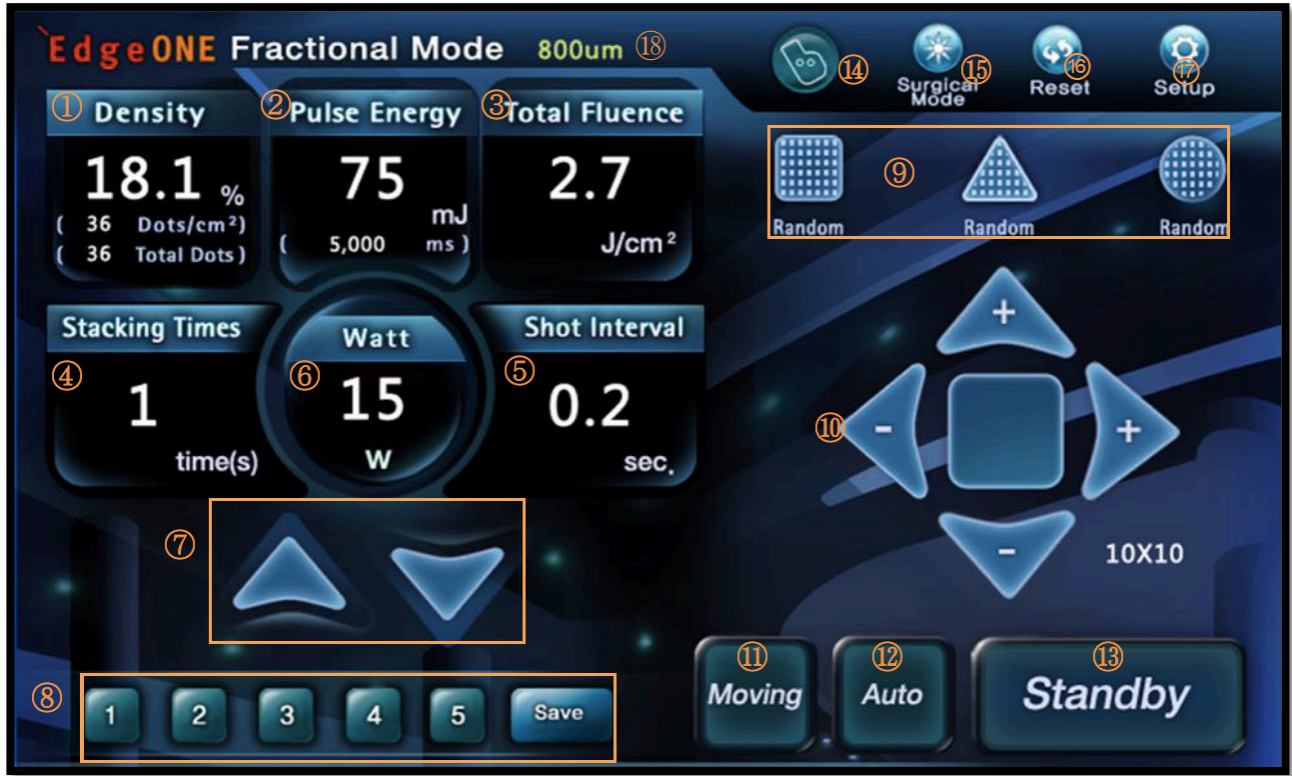 EdgeONE Fractional Mode 800um ⑱
⑭
⑮ Surgical Mode
⑯ Reset
⑰ Setup
① Density
18.1 %
( 36 Dots/cm²)
( 36 Total Dots)
② Pulse Energy
75
mJ
( 5,000 ms )
③ Total Fluence
2.7
J/cm²
⑨
Random
Random
Random
Stacking Times
④
1
time(s)
Watt
⑥ 15
W
Shot Interval
⑤
0.2
sec.
+
⑩ - +
-
10X10
⑦
⑧ 1 2 3 4 5 Save
⑪
Moving
⑫
Auto
⑬
Standby